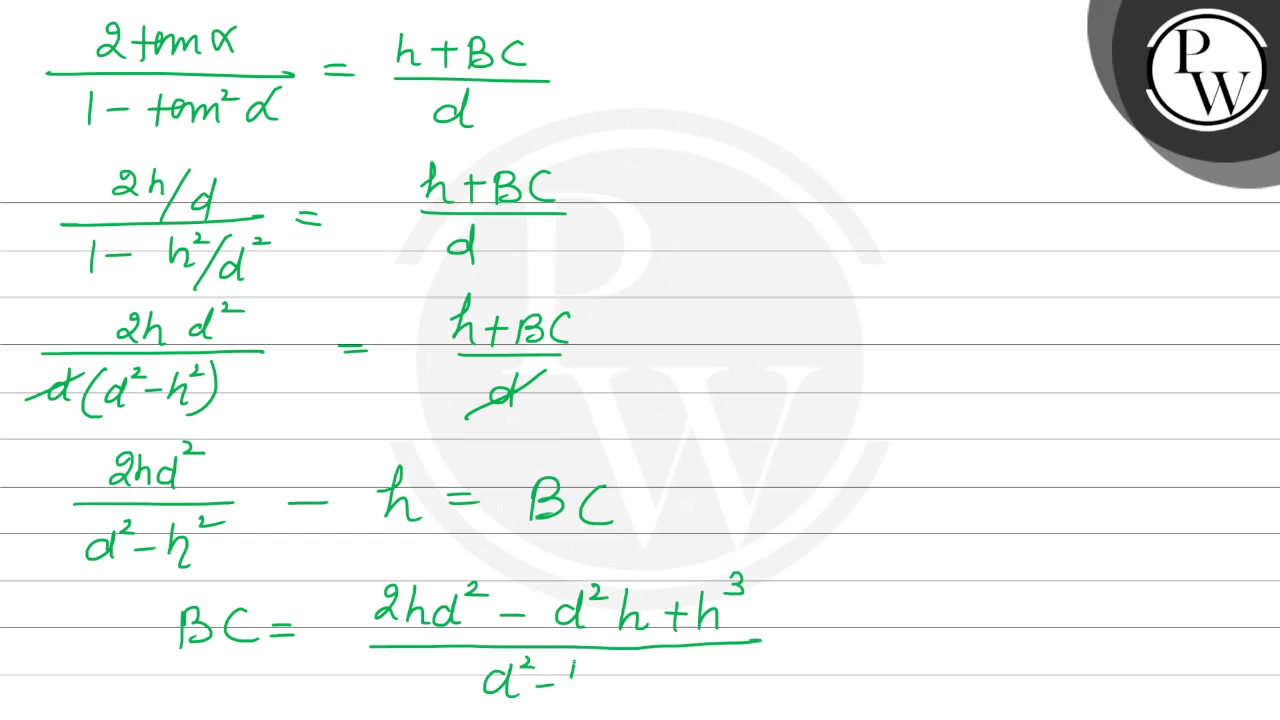 2 tan α / 1 - tan² α = h + BC / d
PW
2h/d / 1 - h²/d² = h + BC / d
2h d² / d(d² - h²) = h + BC / d
2hd² / d² - h² - h = BC
BC = 2hd² - d²h + h³ / d² -